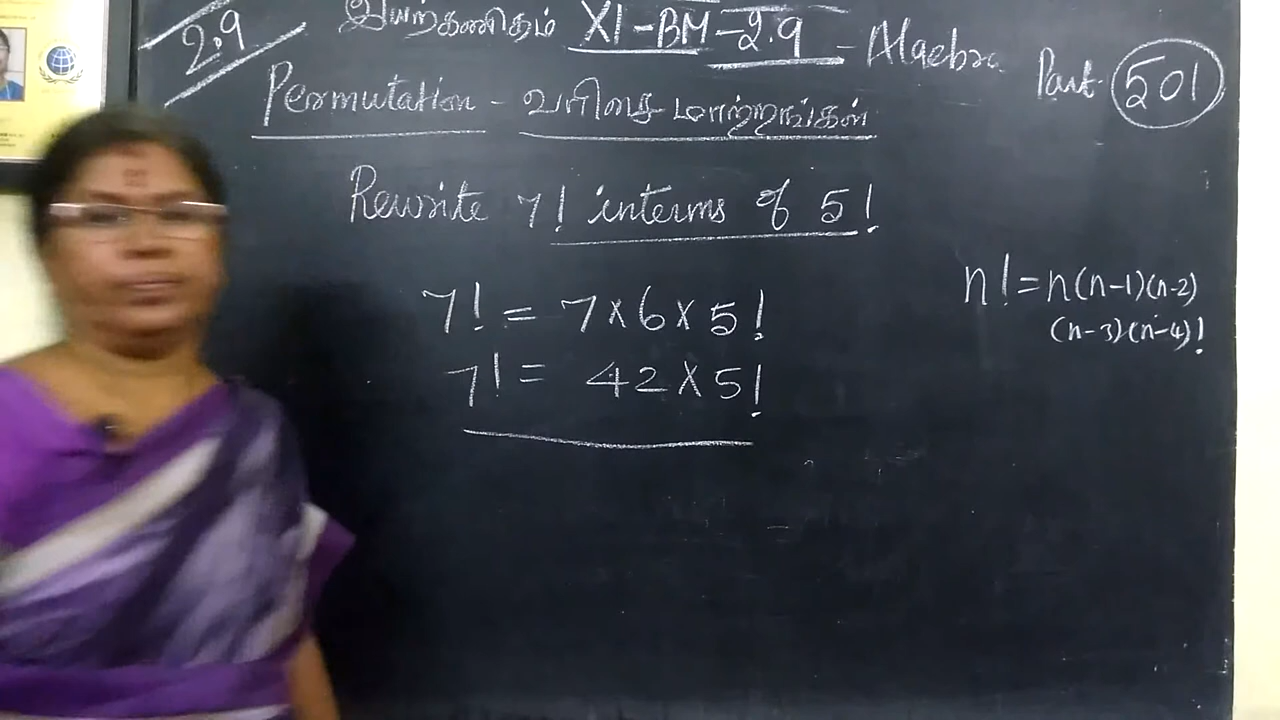 2.9
இயற்கணிதம் XI-BM-2.9 - Algebra
Part 501
Permutation - வரிசை மாற்றங்கள்
Rewrite 7! interms of 5!
7! = 7×6×5!
7! = 42×5!
n! = n(n-1)(n-2)
(n-3)(n-4)!